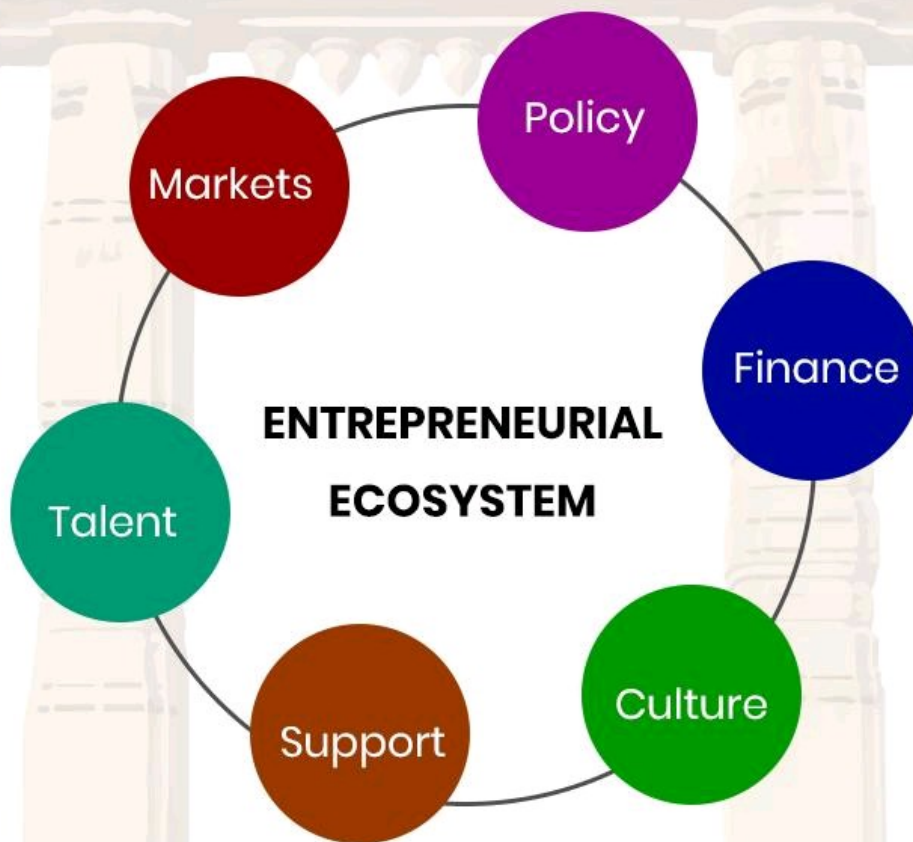 Policy
Markets
Finance
ENTREPRENEURIAL
ECOSYSTEM
Talent
Culture
Support